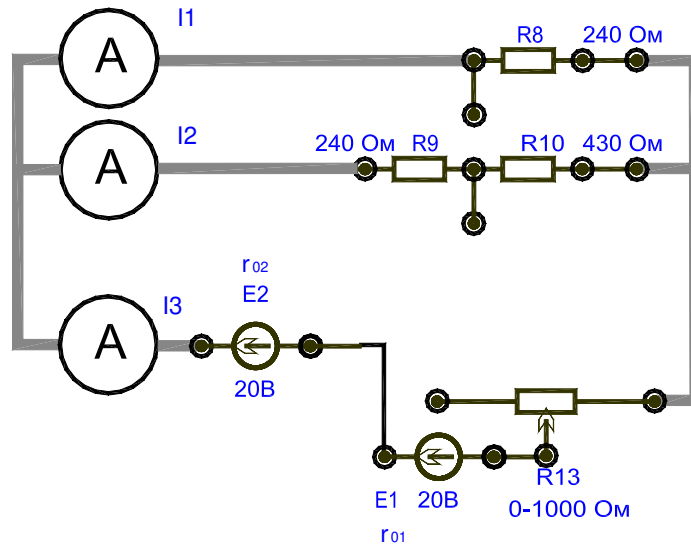 I1
A
R8 240 Ом
I2
A
240 Ом R9 R10 430 Ом
r02
E2
I3
A
20В
R13
E1 20В
0-1000 Ом
r01